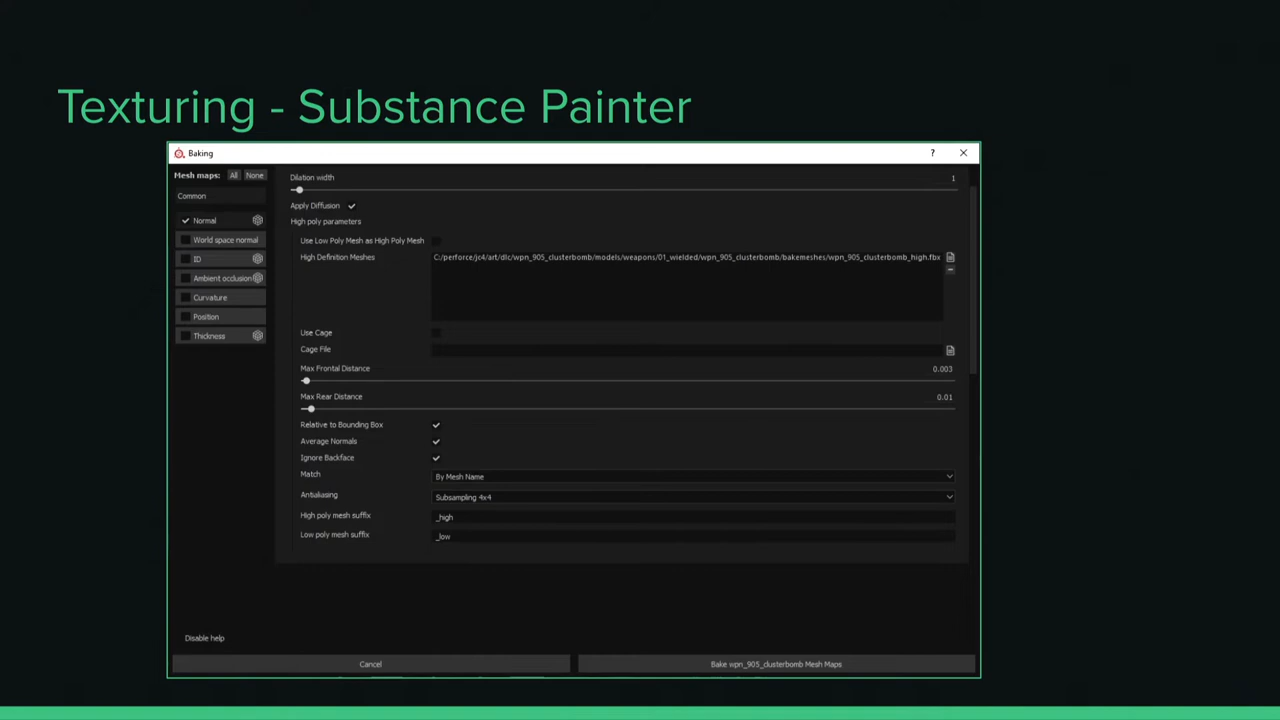 Texturing - Substance Painter
Baking
? 
Mesh maps: All None
Common
Normal
World space normal
ID
Ambient occlusion
Curvature
Position
Thickness
Dilation width 1
Apply Diffusion
High poly parameters
Use Low Poly Mesh as High Poly Mesh
High Definition Meshes C:/perforce/jc4/art/dlc/wpn_905_clusterbomb/models/weapons/01_wielded/wpn_905_clusterbomb/bakemeshes/wpn_905_clusterbomb_high.fbx
Use Cage
Cage File
Max Frontal Distance 0.003
Max Rear Distance 0.01
Relative to Bounding Box
Average Normals
Ignore Backface
Match By Mesh Name
Antialiasing Subsampling 4x4
High poly mesh suffix _high
Low poly mesh suffix _low
Disable help
Cancel Bake wpn_905_clusterbomb Mesh Maps